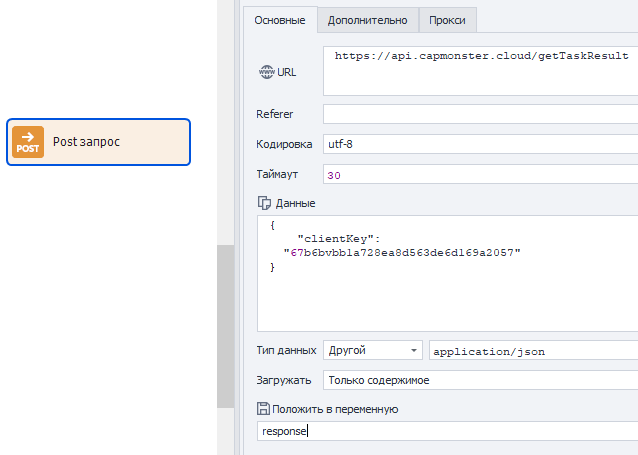 Основные Дополнительно Прокси
URL https://api.capmonster.cloud/getTaskResult
Referer
Кодировка utf-8
Таймаут 30
POST Post запрос
Данные
{
"clientKey":
"67b6bvbb1a728ea8d563de6d169a2057"
}
Тип данных Другой application/json
Загружать Только содержимое
Положить в переменную
response